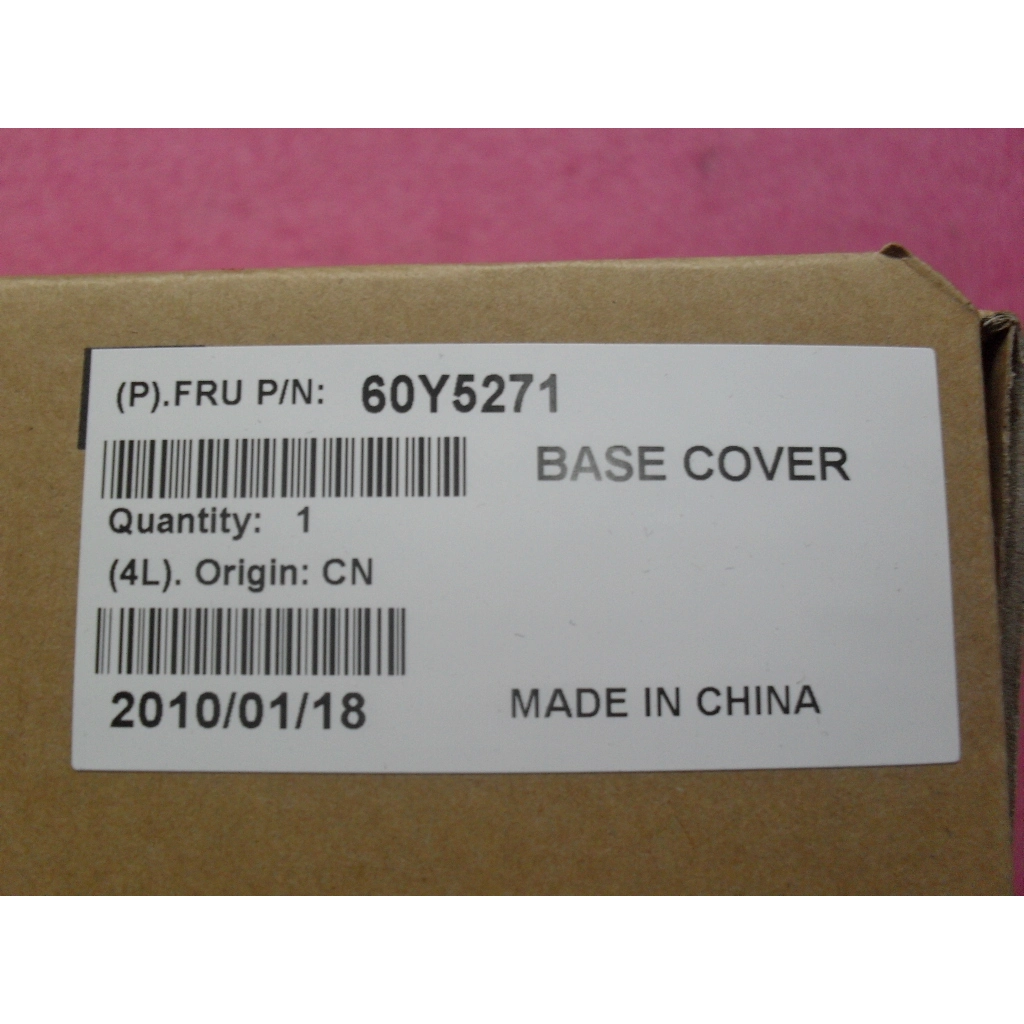 (P).FRU P/N: 60Y5271
BASE COVER
Quantity: 1
(4L). Origin: CN
2010/01/18
MADE IN CHINA